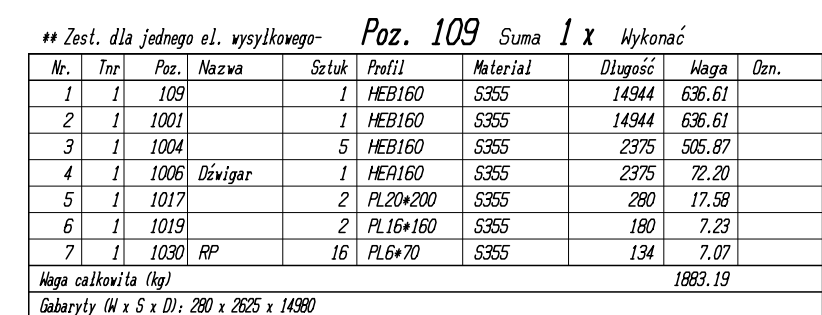 ** Zest. dla jednego el. wysyłkowego- Poz. 109 Suma 1 x Wykonać
Nr. Tnr Poz. Nazwa Sztuk Profil Materiał Długość Waga Ozn.
1 1 109 1 HEB160 S355 14944 636.61
2 1 1001 1 HEB160 S355 14944 636.61
3 1 1004 5 HEB160 S355 2375 505.87
4 1 1006 Dźwigar 1 HEA160 S355 2375 72.20
5 1 1017 2 PL20*200 S355 280 17.58
6 1 1019 2 PL16*160 S355 180 7.23
7 1 1030 RP 16 PL6*70 S355 134 7.07
Waga całkowita (kg) 1883.19
Gabaryty (W x S x D): 280 x 2625 x 14980